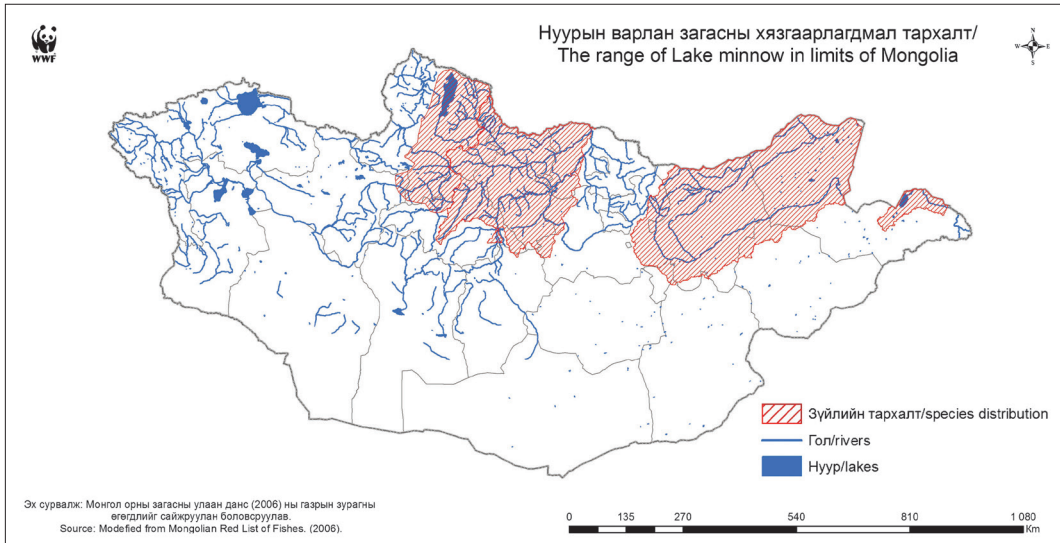 WWF
Нуурын варлан загасны хязгаарлагдмал тархалт/
The range of Lake minnow in limits of Mongolia
N
W E
S
Зүйлийн тархалт/species distribution
Гол/rivers
Нуур/lakes
Эх сурвалж: Монгол орны загасны улаан данс (2006) ны газрын зурагны
өгөгдлийг сайжруулан боловсруулав.
Source: Modefied from Mongolian Red List of Fishes. (2006).
0 135 270 540 810 1 080
Km